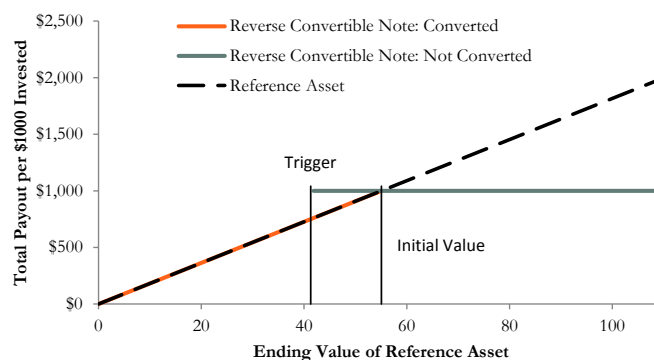 $2,500
$2,000
$1,500
$1,000
$500
$0
Total Payout per $1000 Invested
Reverse Convertible Note: Converted
Reverse Convertible Note: Not Converted
Reference Asset
Trigger
Initial Value
0 20 40 60 80 100
Ending Value of Reference Asset